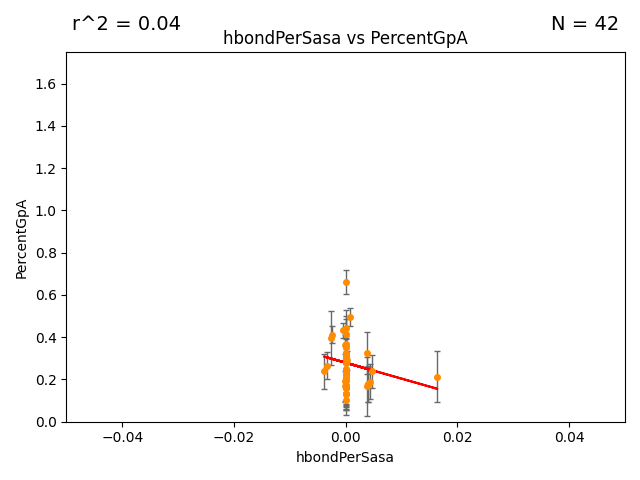 r^2 = 0.04
N = 42
hbondPerSasa vs PercentGpA
PercentGpA
1.6
1.4
1.2
1.0
0.8
0.6
0.4
0.2
0.0
−0.04
−0.02
0.00
0.02
0.04
hbondPerSasa